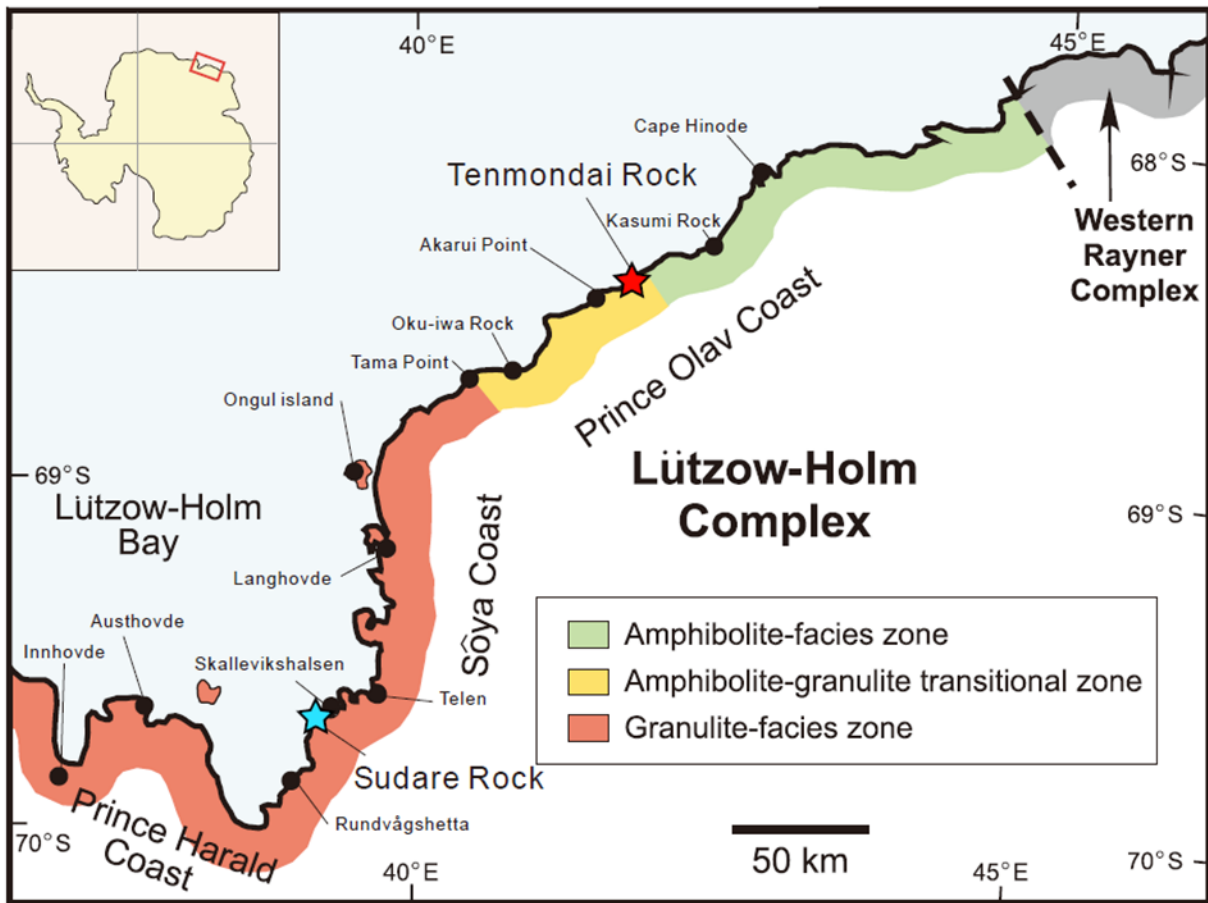 40°E
45°E
Cape Hinode
68°S
Tenmondai Rock
Kasumi Rock
Akarui Point
Western
Rayner
Complex
Oku-iwa Rock
Tama Point
Prince Olav Coast
Ongul island
69°S
Lützow-Holm
Bay
Lützow-Holm
Complex
69°S
Langhovde
Sôya Coast
Austhovde
Innhovde
Skallevikshalsen
Telen
Amphibolite-facies zone
Amphibolite-granulite transitional zone
Granulite-facies zone
Sudare Rock
Prince Harald
Coast
Rundvågshetta
70°S
50 km
40°E
45°E
70°S